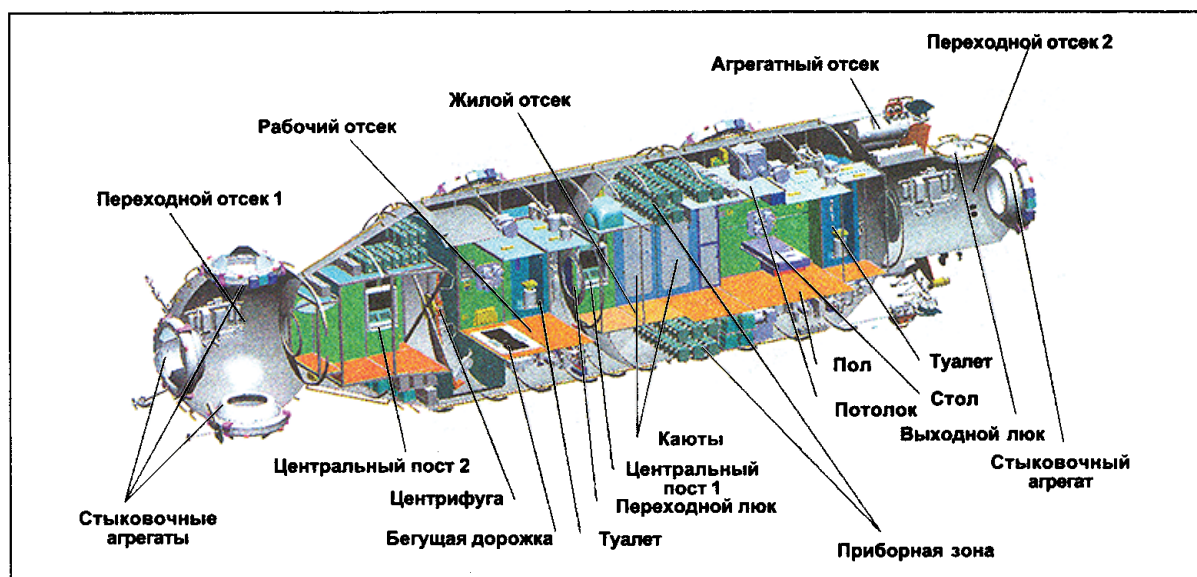 Переходной отсек 2
Агрегатный отсек
Жилой отсек
Рабочий отсек
Переходной отсек 1
Пол
Туалет
Потолок
Стол
Выходной люк
Стыковочный
агрегат
Каюты
Центральный пост 2
Центральный
пост 1
Центрифуга
Переходной люк
Стыковочные
агрегаты
Бегущая дорожка
Туалет
Приборная зона